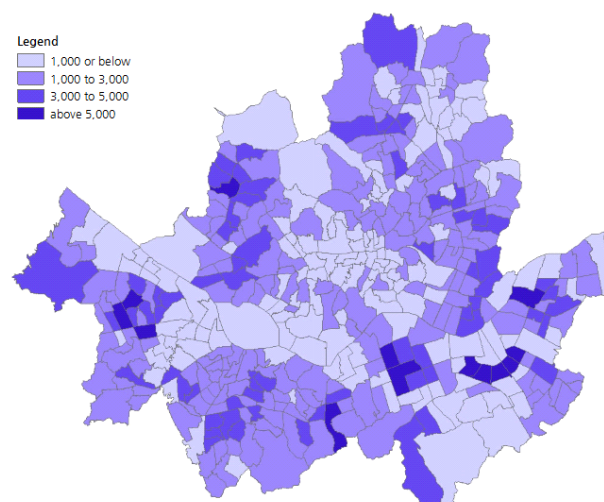 Legend
1,000 or below
1,000 to 3,000
3,000 to 5,000
above 5,000